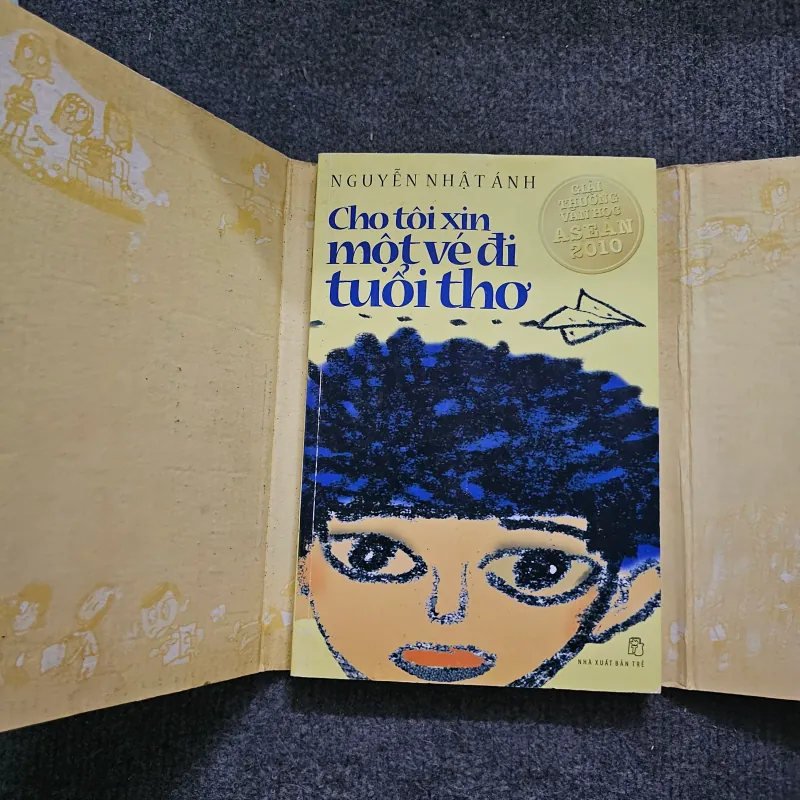 NGUYỄN NHẬT ÁNH
Cho tôi xin
một vé đi
tuổi thơ
GIẢI
THƯỞNG
VĂN HỌC
ASEAN
2010
NHÀ XUẤT BẢN TRẺ